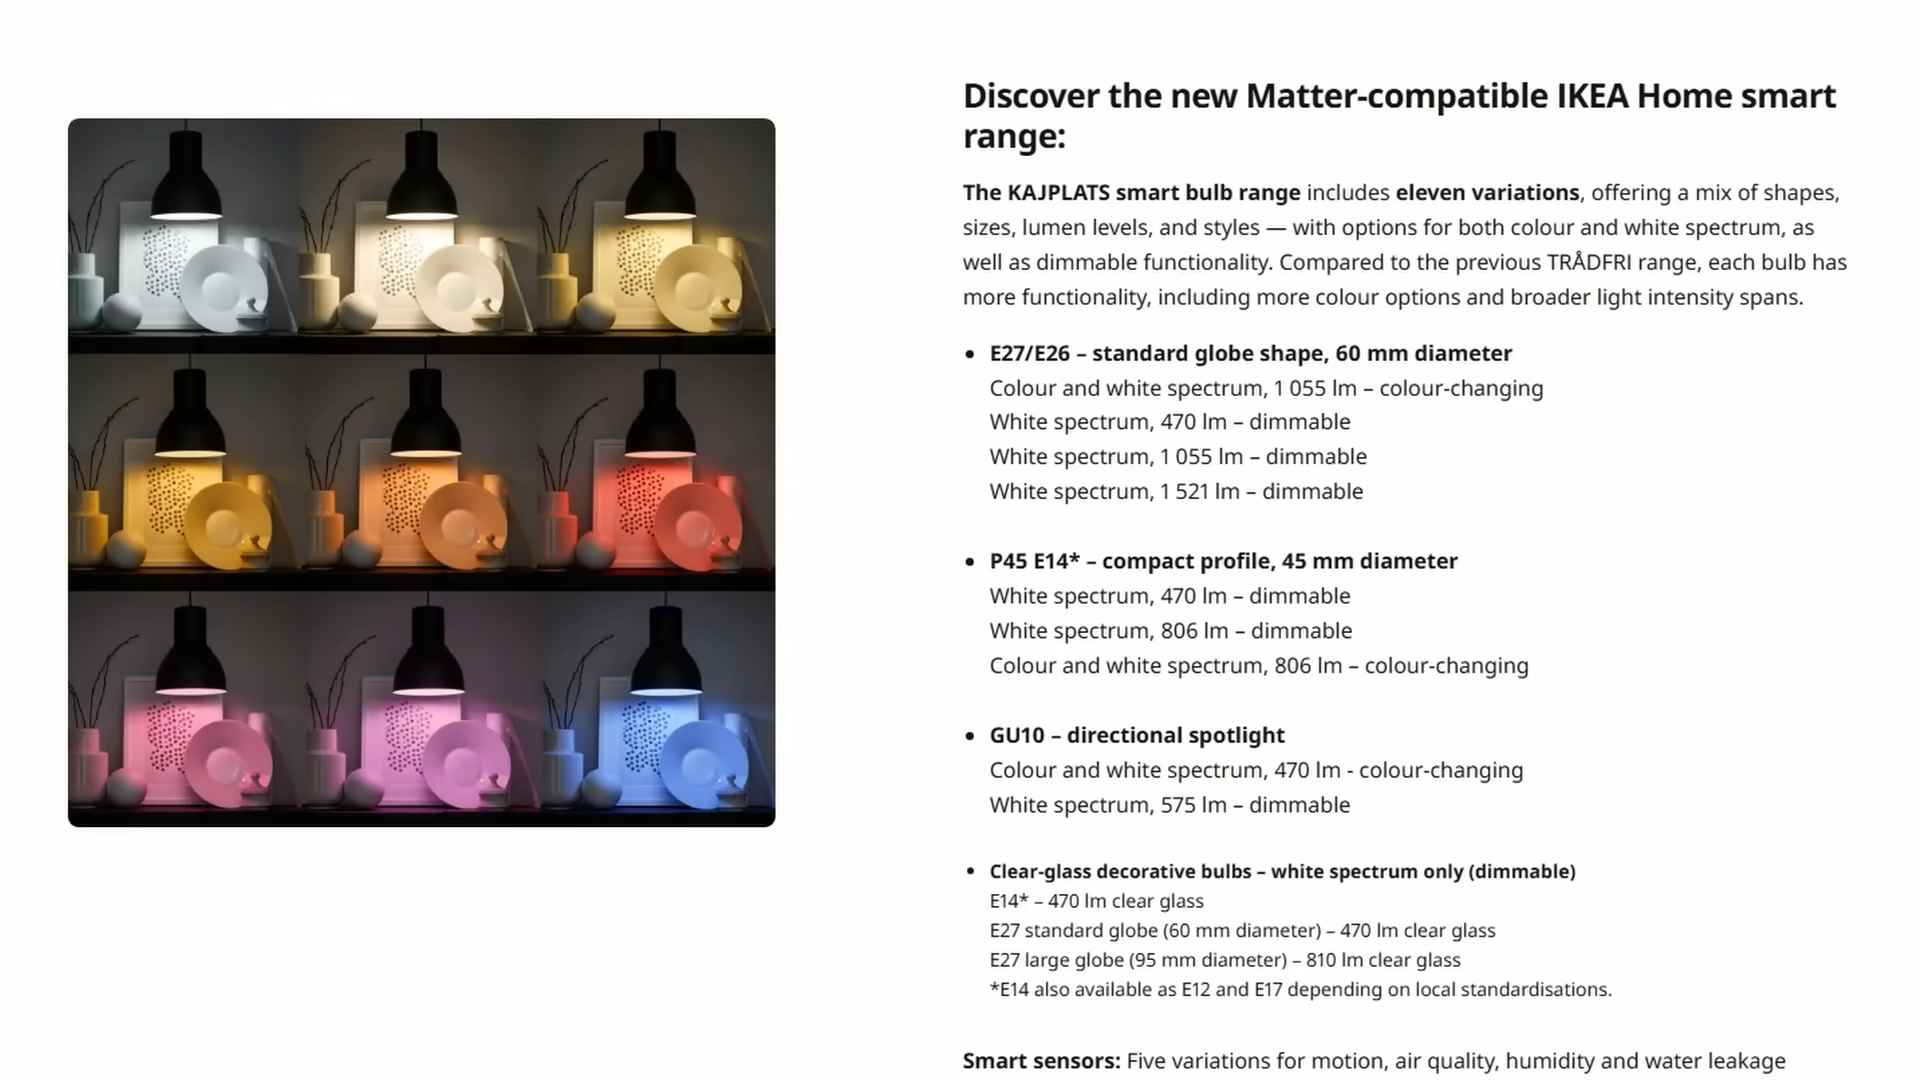 Discover the new Matter-compatible IKEA Home smart
range:
The KAJPLATS smart bulb range includes eleven variations, offering a mix of shapes,
sizes, lumen levels, and styles — with options for both colour and white spectrum, as
well as dimmable functionality. Compared to the previous TRÅDFRI range, each bulb has
more functionality, including more colour options and broader light intensity spans.
• E27/E26 – standard globe shape, 60 mm diameter
Colour and white spectrum, 1 055 lm – colour-changing
White spectrum, 470 lm – dimmable
White spectrum, 1 055 lm – dimmable
White spectrum, 1 521 lm – dimmable
• P45 E14* – compact profile, 45 mm diameter
White spectrum, 470 lm – dimmable
White spectrum, 806 lm – dimmable
Colour and white spectrum, 806 lm – colour-changing
• GU10 – directional spotlight
Colour and white spectrum, 470 lm - colour-changing
White spectrum, 575 lm – dimmable
• Clear-glass decorative bulbs – white spectrum only (dimmable)
E14* – 470 lm clear glass
E27 standard globe (60 mm diameter) – 470 lm clear glass
E27 large globe (95 mm diameter) – 810 lm clear glass
*E14 also available as E12 and E17 depending on local standardisations.
Smart sensors: Five variations for motion, air quality, humidity and water leakage